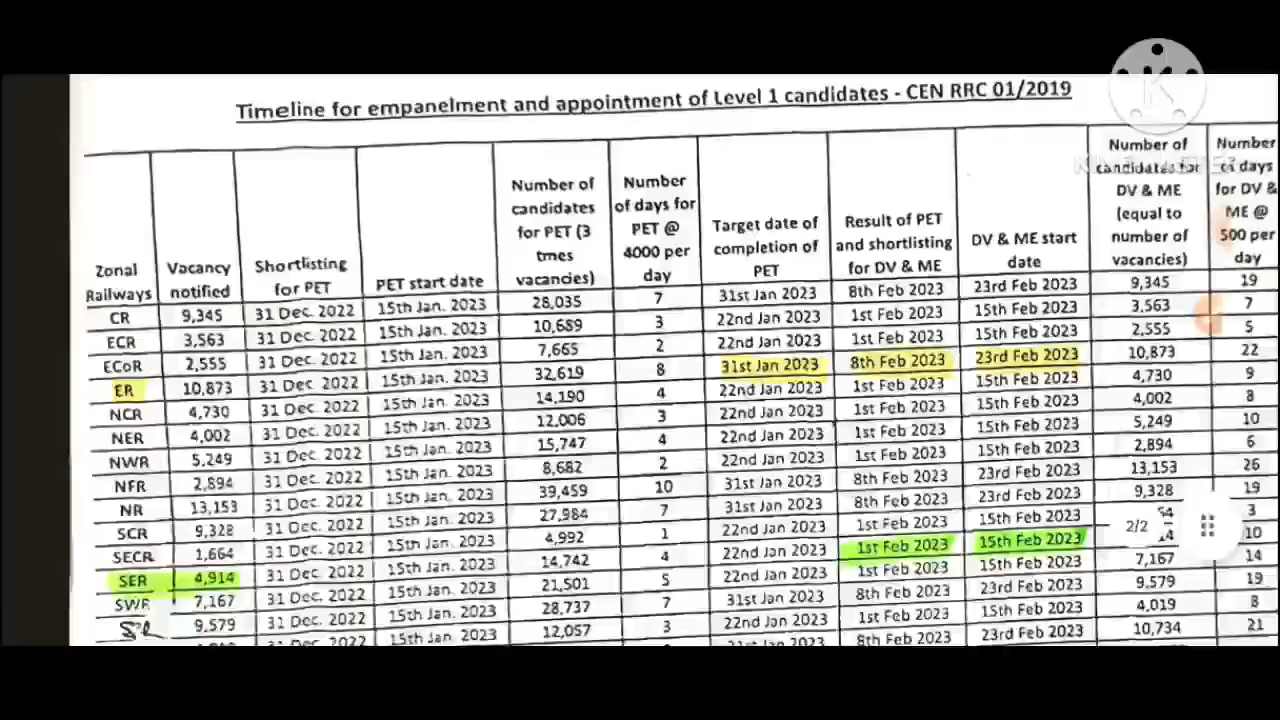 Timeline for empanelment and appointment of Level 1 candidates - CEN RRC 01/2019
Zonal Railways Vacancy notified Shortlisting for PET PET start date Number of candidates for PET (3 tmes vacancies) Number of days for PET @ 4000 per day Target date of completion of PET Result of PET and shortlisting for DV & ME DV & ME start date Number of candidates for DV & ME (equal to number of vacancies) Number of days for DV & ME @ 500 per day
CR 9,345 31 Dec. 2022 15th Jan. 2023 28,035 7 31st Jan 2023 8th Feb 2023 23rd Feb 2023 9,345 19
ECR 3,563 31 Dec. 2022 15th Jan. 2023 10,689 3 22nd Jan 2023 1st Feb 2023 15th Feb 2023 3,563 7
ECoR 2,555 31 Dec. 2022 15th Jan. 2023 7,665 2 22nd Jan 2023 1st Feb 2023 15th Feb 2023 2,555 5
ER 10,873 31 Dec. 2022 15th Jan. 2023 32,619 8 31st Jan 2023 8th Feb 2023 23rd Feb 2023 10,873 22
NCR 4,730 31 Dec. 2022 15th Jan. 2023 14,190 4 22nd Jan 2023 1st Feb 2023 15th Feb 2023 4,730 9
NER 4,002 31 Dec. 2022 15th Jan. 2023 12,006 3 22nd Jan 2023 1st Feb 2023 15th Feb 2023 4,002 8
NWR 5,249 31 Dec. 2022 15th Jan. 2023 15,747 4 22nd Jan 2023 1st Feb 2023 15th Feb 2023 5,249 10
NFR 2,894 31 Dec. 2022 15th Jan. 2023 8,682 2 22nd Jan 2023 1st Feb 2023 15th Feb 2023 2,894 6
NR 13,153 31 Dec. 2022 15th Jan. 2023 39,459 10 31st Jan 2023 8th Feb 2023 23rd Feb 2023 13,153 26
SCR 9,328 31 Dec. 2022 15th Jan. 2023 27,984 7 31st Jan 2023 8th Feb 2023 23rd Feb 2023 9,328 19
SECR 1,664 31 Dec. 2022 15th Jan. 2023 4,992 1 22nd Jan 2023 1st Feb 2023 15th Feb 2023 3
SER 4,914 31 Dec. 2022 15th Jan. 2023 14,742 4 22nd Jan 2023 1st Feb 2023 15th Feb 2023 10
SWR 7,167 31 Dec. 2022 15th Jan. 2023 21,501 5 22nd Jan 2023 1st Feb 2023 15th Feb 2023 7,167 14
SR 9,579 31 Dec. 2022 15th Jan. 2023 28,737 7 31st Jan 2023 8th Feb 2023 23rd Feb 2023 9,579 19
31 Dec. 2022 15th Jan. 2023 12,057 3 22nd Jan 2023 1st Feb 2023 15th Feb 2023 4,019 8
8th Feb 2023 23rd Feb 2023 10,734 21
2/2